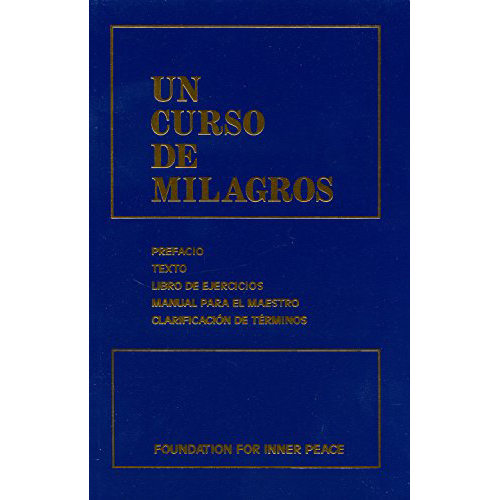 UN
CURSO
DE
MILAGROS
PREFACIO
TEXTO
LIBRO DE EJERCICIOS
MANUAL PARA EL MAESTRO
CLARIFICACIÓN DE TÉRMINOS
FOUNDATION FOR INNER PEACE